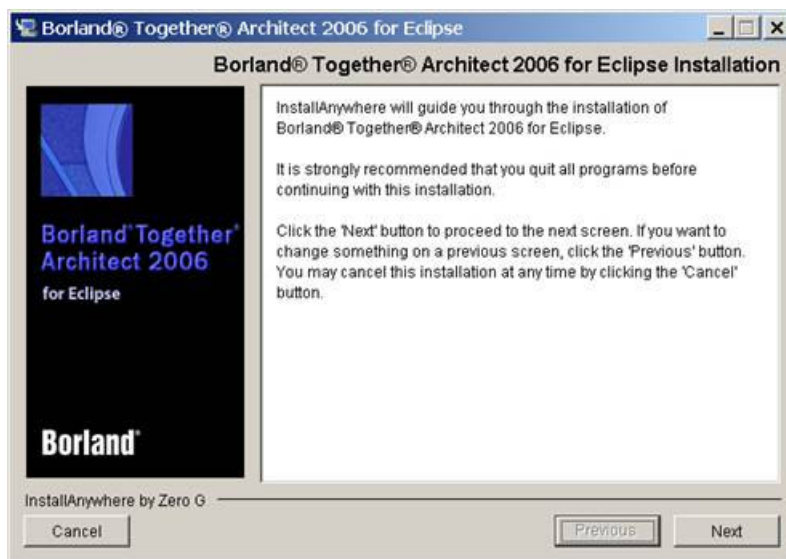 Borland® Together® Architect 2006 for Eclipse
Borland® Together® Architect 2006 for Eclipse Installation
Borland® Together®
Architect 2006
for Eclipse
Borland®
InstallAnywhere will guide you through the installation of
Borland® Together® Architect 2006 for Eclipse.
It is strongly recommended that you quit all programs before
continuing with this installation.
Click the 'Next' button to proceed to the next screen. If you want to
change something on a previous screen, click the 'Previous' button.
You may cancel this installation at any time by clicking the 'Cancel'
button.
InstallAnywhere by Zero G
Cancel
Previous
Next